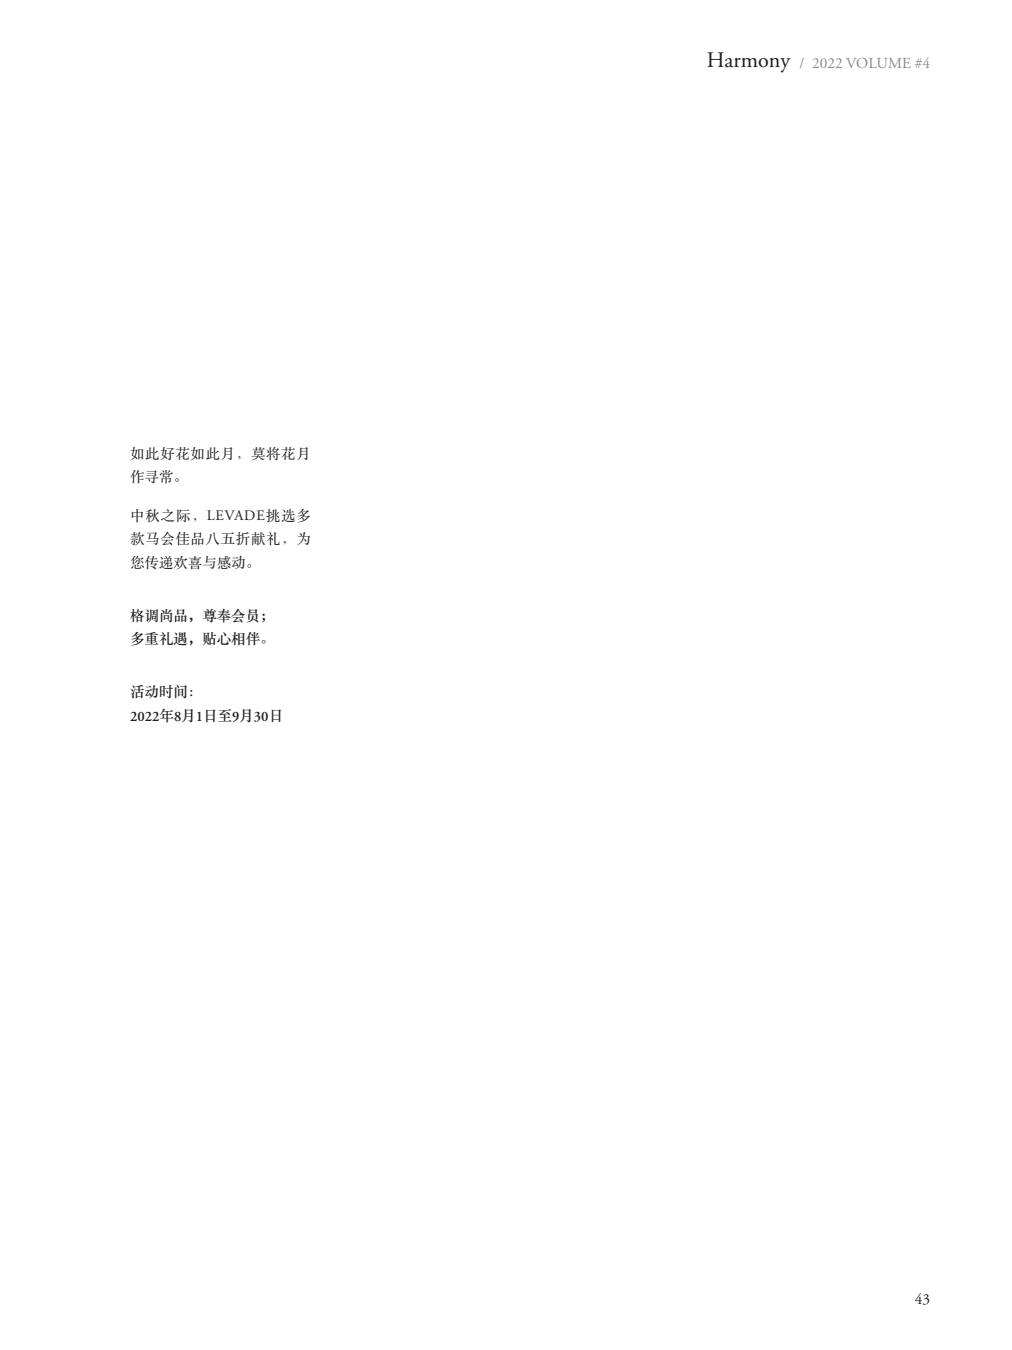 Harmony / 2022 VOLUME #4
如此好花如此月，莫将花月
作寻常。
中秋之际，LEVADE挑选多
款马会佳品八五折献礼，为
您传递欢喜与感动。
格调尚品，尊奉会员；
多重礼遇，贴心相伴。
活动时间：
2022年8月1日至9月30日
43